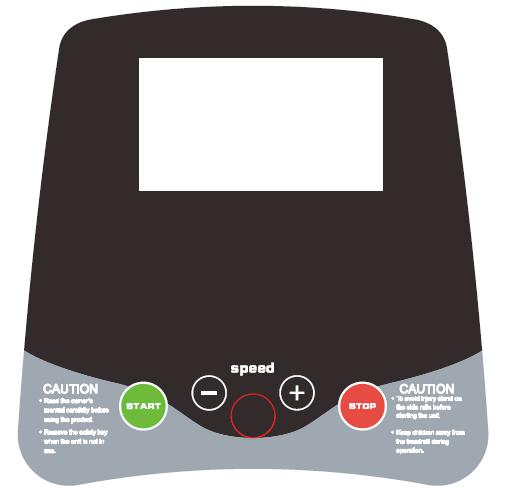 speed
−
+
START
STOP
CAUTION
• Read the owner's
manual carefully before
using the product.
• Remove the safety key
when the unit is not in
use.
CAUTION
• To avoid injury stand on
the side rails before
starting the unit.
• Keep children away from
the treadmill during
operation.